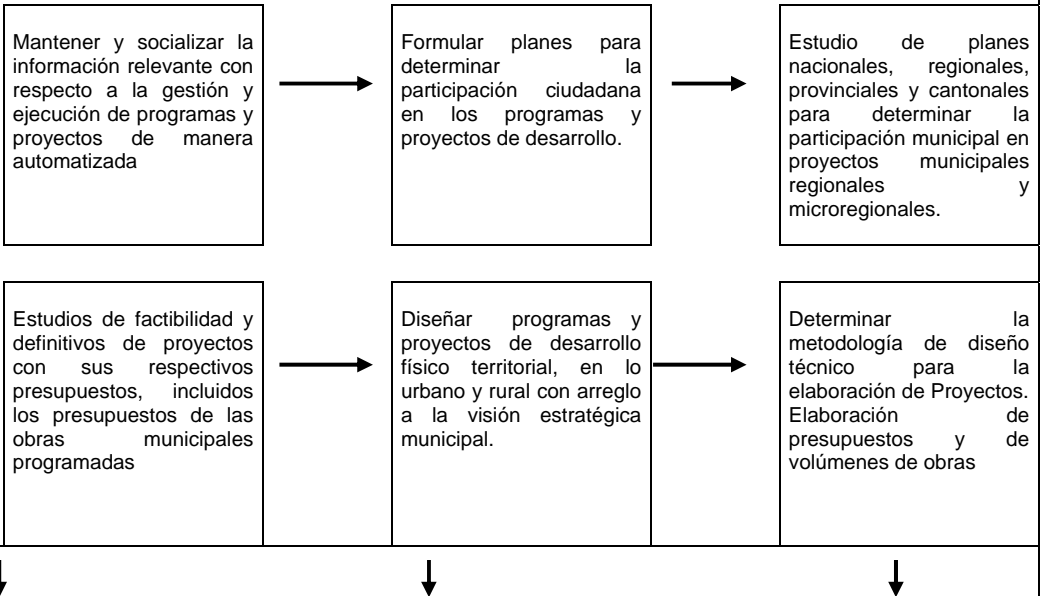 Mantener y socializar la
información relevante con
respecto a la gestión y
ejecución de programas y
proyectos de manera
automatizada
Formular planes para
determinar la
participación ciudadana
en los programas y
proyectos de desarrollo.
Estudio de planes
nacionales, regionales,
provinciales y cantonales
para determinar la
participación municipal en
proyectos municipales
regionales y
microregionales.
Estudios de factibilidad y
definitivos de proyectos
con sus respectivos
presupuestos, incluidos
los presupuestos de las
obras municipales
programadas
Diseñar programas y
proyectos de desarrollo
físico territorial, en lo
urbano y rural con arreglo
a la visión estratégica
municipal.
Determinar la
metodología de diseño
técnico para la
elaboración de Proyectos.
Elaboración de
presupuestos y de
volúmenes de obras